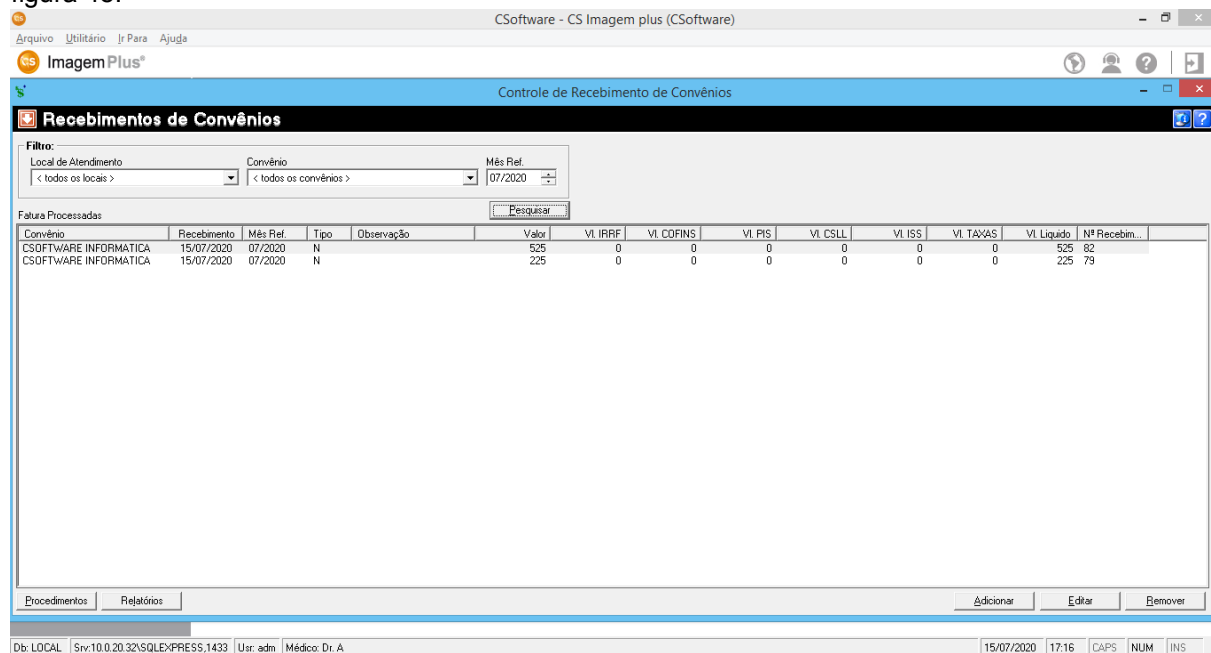 CSoftware - CS Imagem plus (CSoftware)
Arquivo Utilitário Ir Para Ajuda
CS ImagemPlus®
Controle de Recebimento de Convênios
Recebimentos de Convênios
Filtro:
Local de Atendimento Convênio Mês Ref.
< todos os locais > < todos os convênios > 07/2020
Fatura Processadas Pesquisar
Convênio Recebimento Mês Ref. Tipo Observação Valor Vl. IRRF Vl. COFINS Vl. PIS Vl. CSLL Vl. ISS Vl. TAXAS Vl. Liquido Nª Recebim...
CSOFTWARE INFORMATICA 15/07/2020 07/2020 N 525 0 0 0 0 0 0 525 82
CSOFTWARE INFORMATICA 15/07/2020 07/2020 N 225 0 0 0 0 0 0 225 79
Procedimentos Relatórios Adicionar Editar Remover
Db: LOCAL Srv:10.0.20.32\SQLEXPRESS,1433 Usr: adm Médico: Dr. A 15/07/2020 17:16 CAPS NUM INS